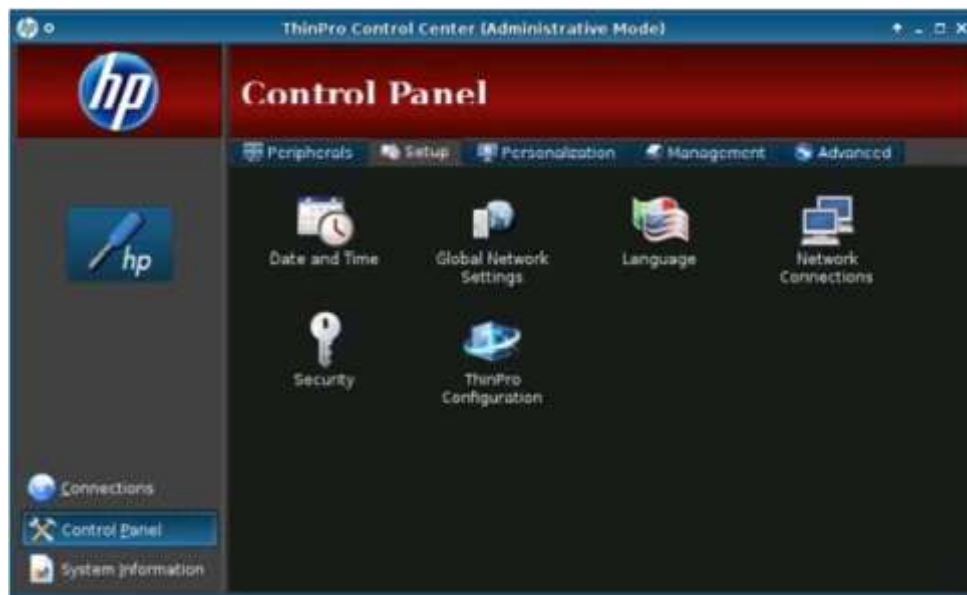 ThinPro Control Center (Administrative Mode)
hp
Control Panel
Peripherals Setup Personalization Management Advanced
hp
Date and Time Global Network Settings Language Network Connections
Security ThinPro Configuration
Connections
Control Panel
System Information